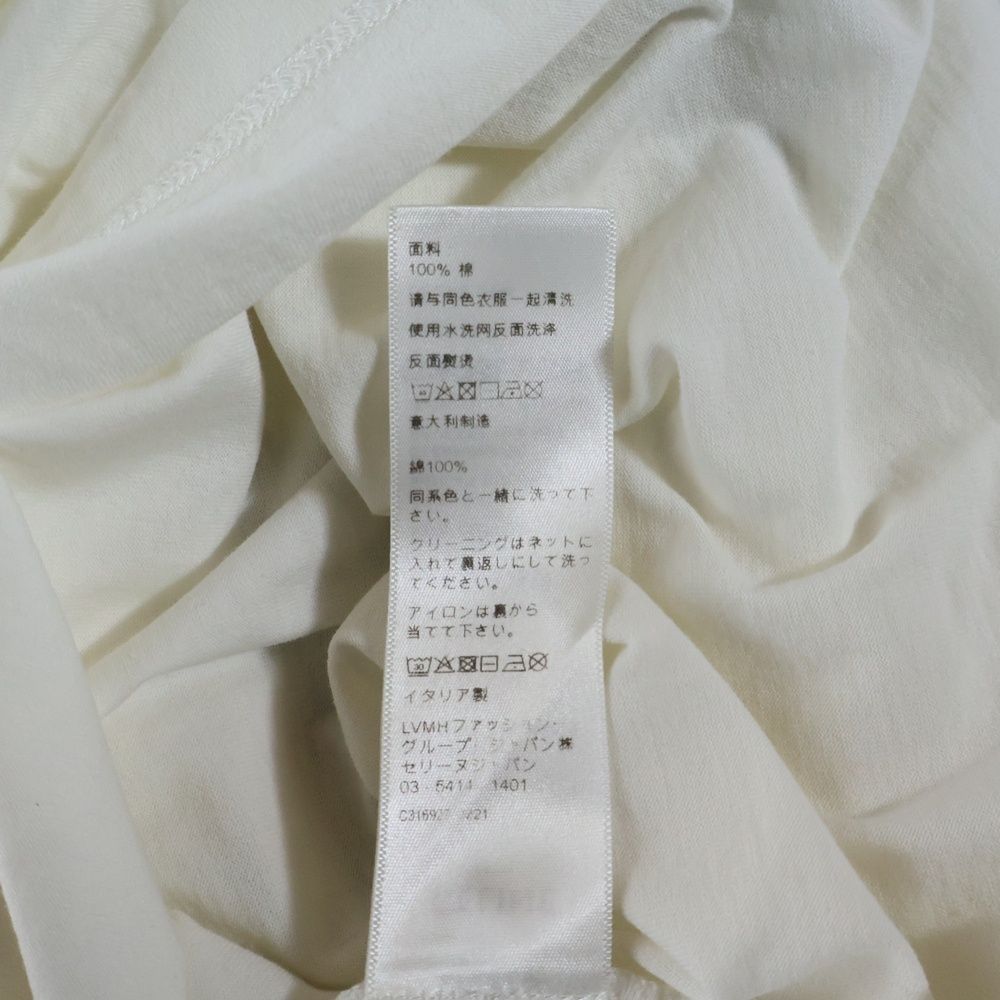 面料
100% 棉
请与同色衣服一起清洗
使用水洗网反面洗涤
反面熨烫
意大利制造
綿100%
同系色と一緒に洗って下
さい。
クリーニングはネットに
入れて裏返しにして洗っ
てください。
アイロンは裏から
当てて下さい。
30
イタリア製
LVMHファッション
グループ ジャパン㈱
セリーヌジャパン
03 - 5411 1401